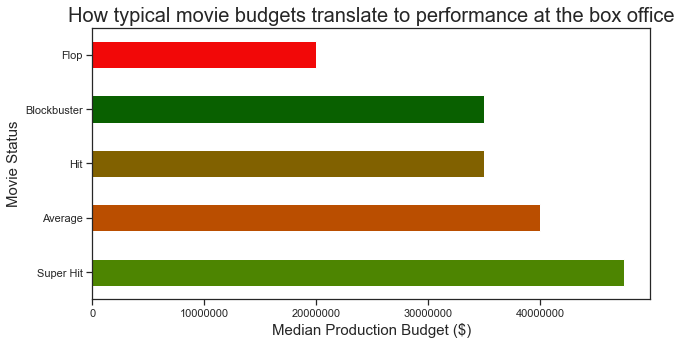 How typical movie budgets translate to performance at the box office
Movie Status
Flop
Blockbuster
Hit
Average
Super Hit
0
10000000
20000000
30000000
40000000
Median Production Budget ($)